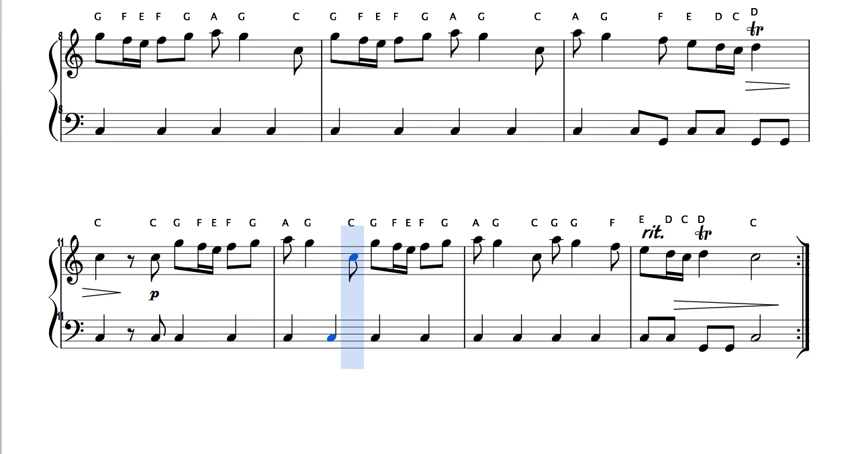 G F E F G A G C G F E F G A G C A G F E D C D
tr
8
8
C C G F E F G A G C G F E F G A G C G G F E D C D C
rit. tr
11
p
11